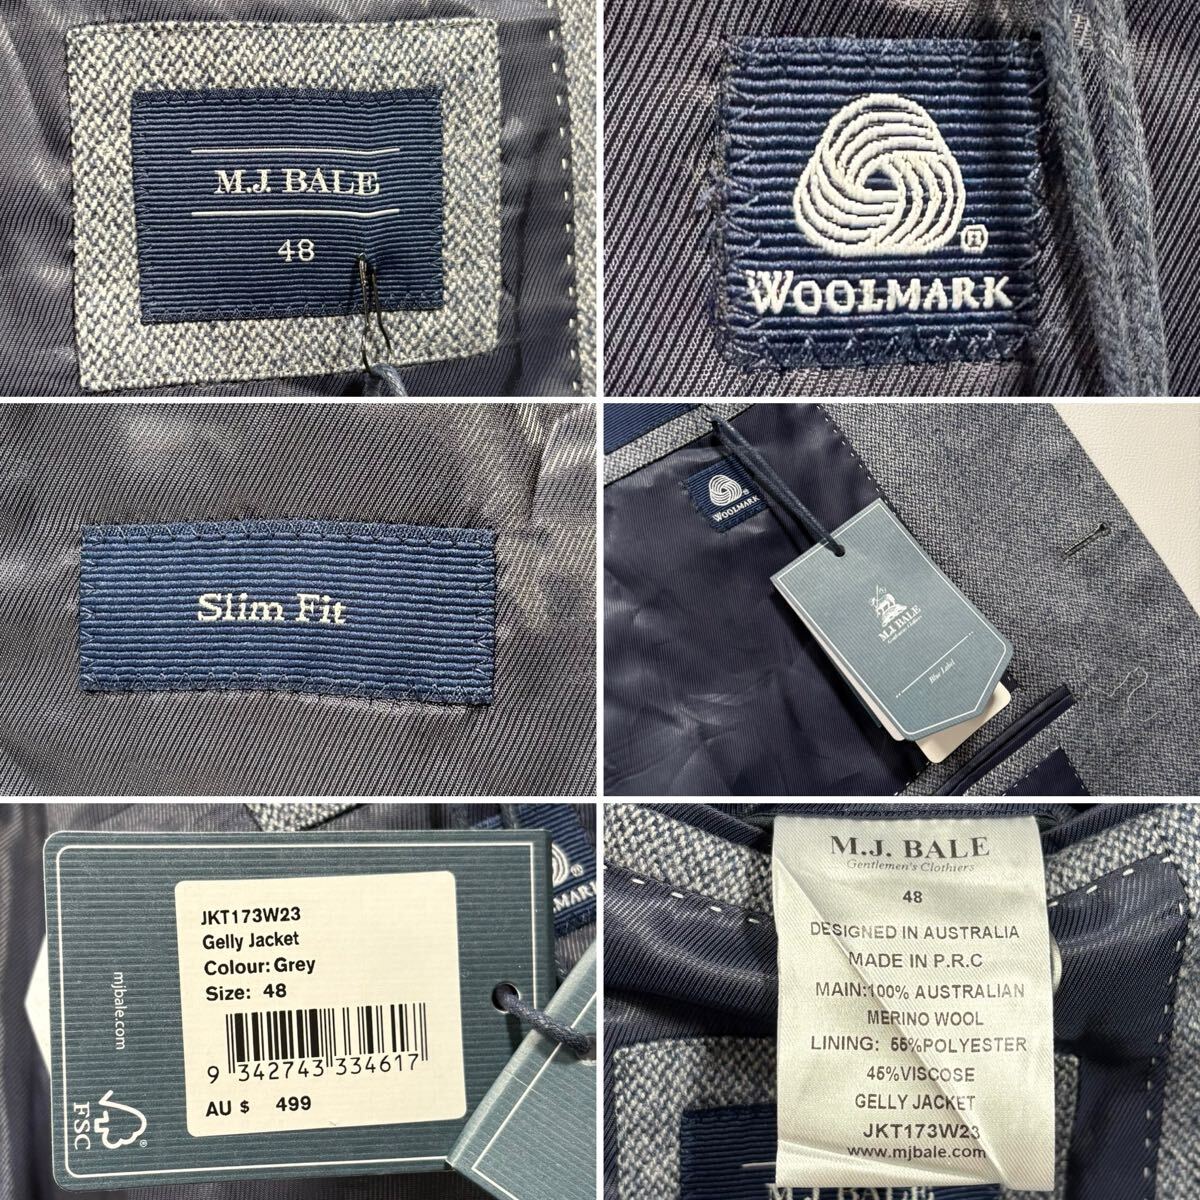 M.J. BALE
48
®
WOOLMARK
Slim Fit
WOOLMARK
M.J. BALE
Blue Label
JKT173W23
Gelly Jacket
Colour: Grey
Size: 48
9 342743 334617
AU $ 499
mjbale.com
FSC
®
MARK
M.J. BALE
Gentlemen's Clothiers
48
DESIGNED IN AUSTRALIA
MADE IN P.R.C
MAIN:100% AUSTRALIAN
MERINO WOOL
LINING: 55%POLYESTER
45%VISCOSE
GELLY JACKET
JKT173W23
www.mjbale.com
M.J BALE